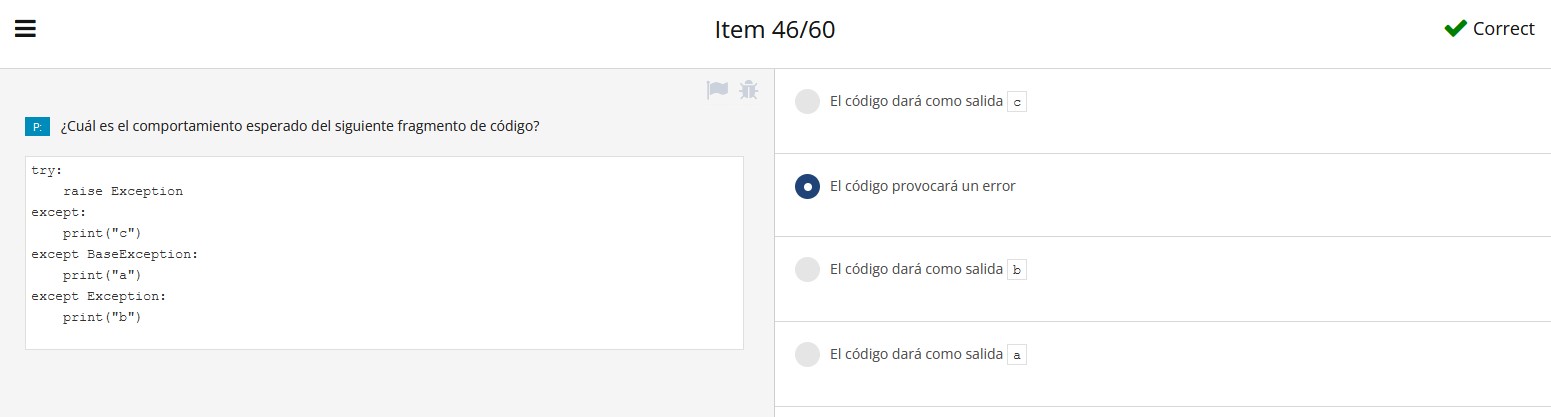 Item 46/60
Correct
P: ¿Cuál es el comportamiento esperado del siguiente fragmento de código?
try:
    raise Exception
except:
    print("c")
except BaseException:
    print("a")
except Exception:
    print("b")
El código dará como salida c
El código provocará un error
El código dará como salida b
El código dará como salida a